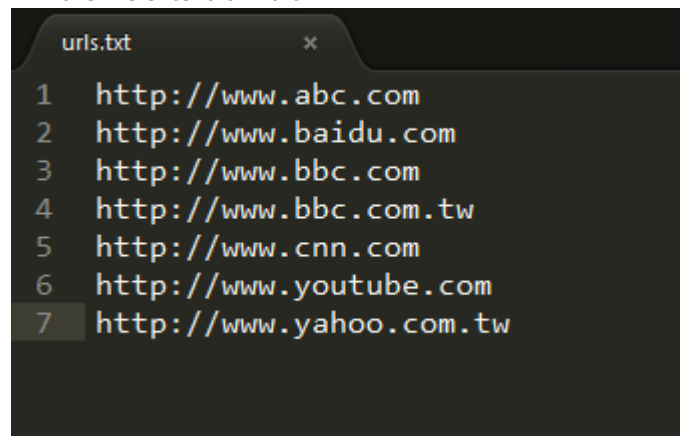 urls.txt ×
1 http://www.abc.com
2 http://www.baidu.com
3 http://www.bbc.com
4 http://www.bbc.com.tw
5 http://www.cnn.com
6 http://www.youtube.com
7 http://www.yahoo.com.tw